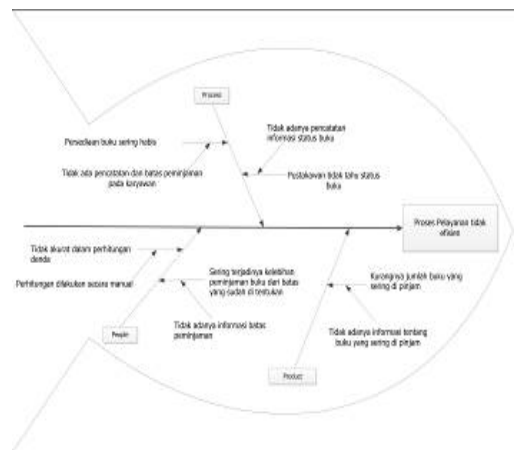 Process
Persediaan buku sering habis
Tidak adanya pencatatan
informasi status buku
Tidak ada pencatatan dan batas peminjaman
pada karyawan
Pustakawan tidak tahu status
buku
Proses Pelayanan tidak
efisien
Tidak akurat dalam perhitungan
denda
Perhitungan dilakukan secara manual
Sering terjadinya kelebihan
peminjaman buku dari batas
yang sudah di tentukan
Tidak adanya informasi batas
peminjaman
People
Kurangnya jumlah buku yang
sering di pinjam
Tidak adanya informasi tentang
buku yang sering di pinjam
Product